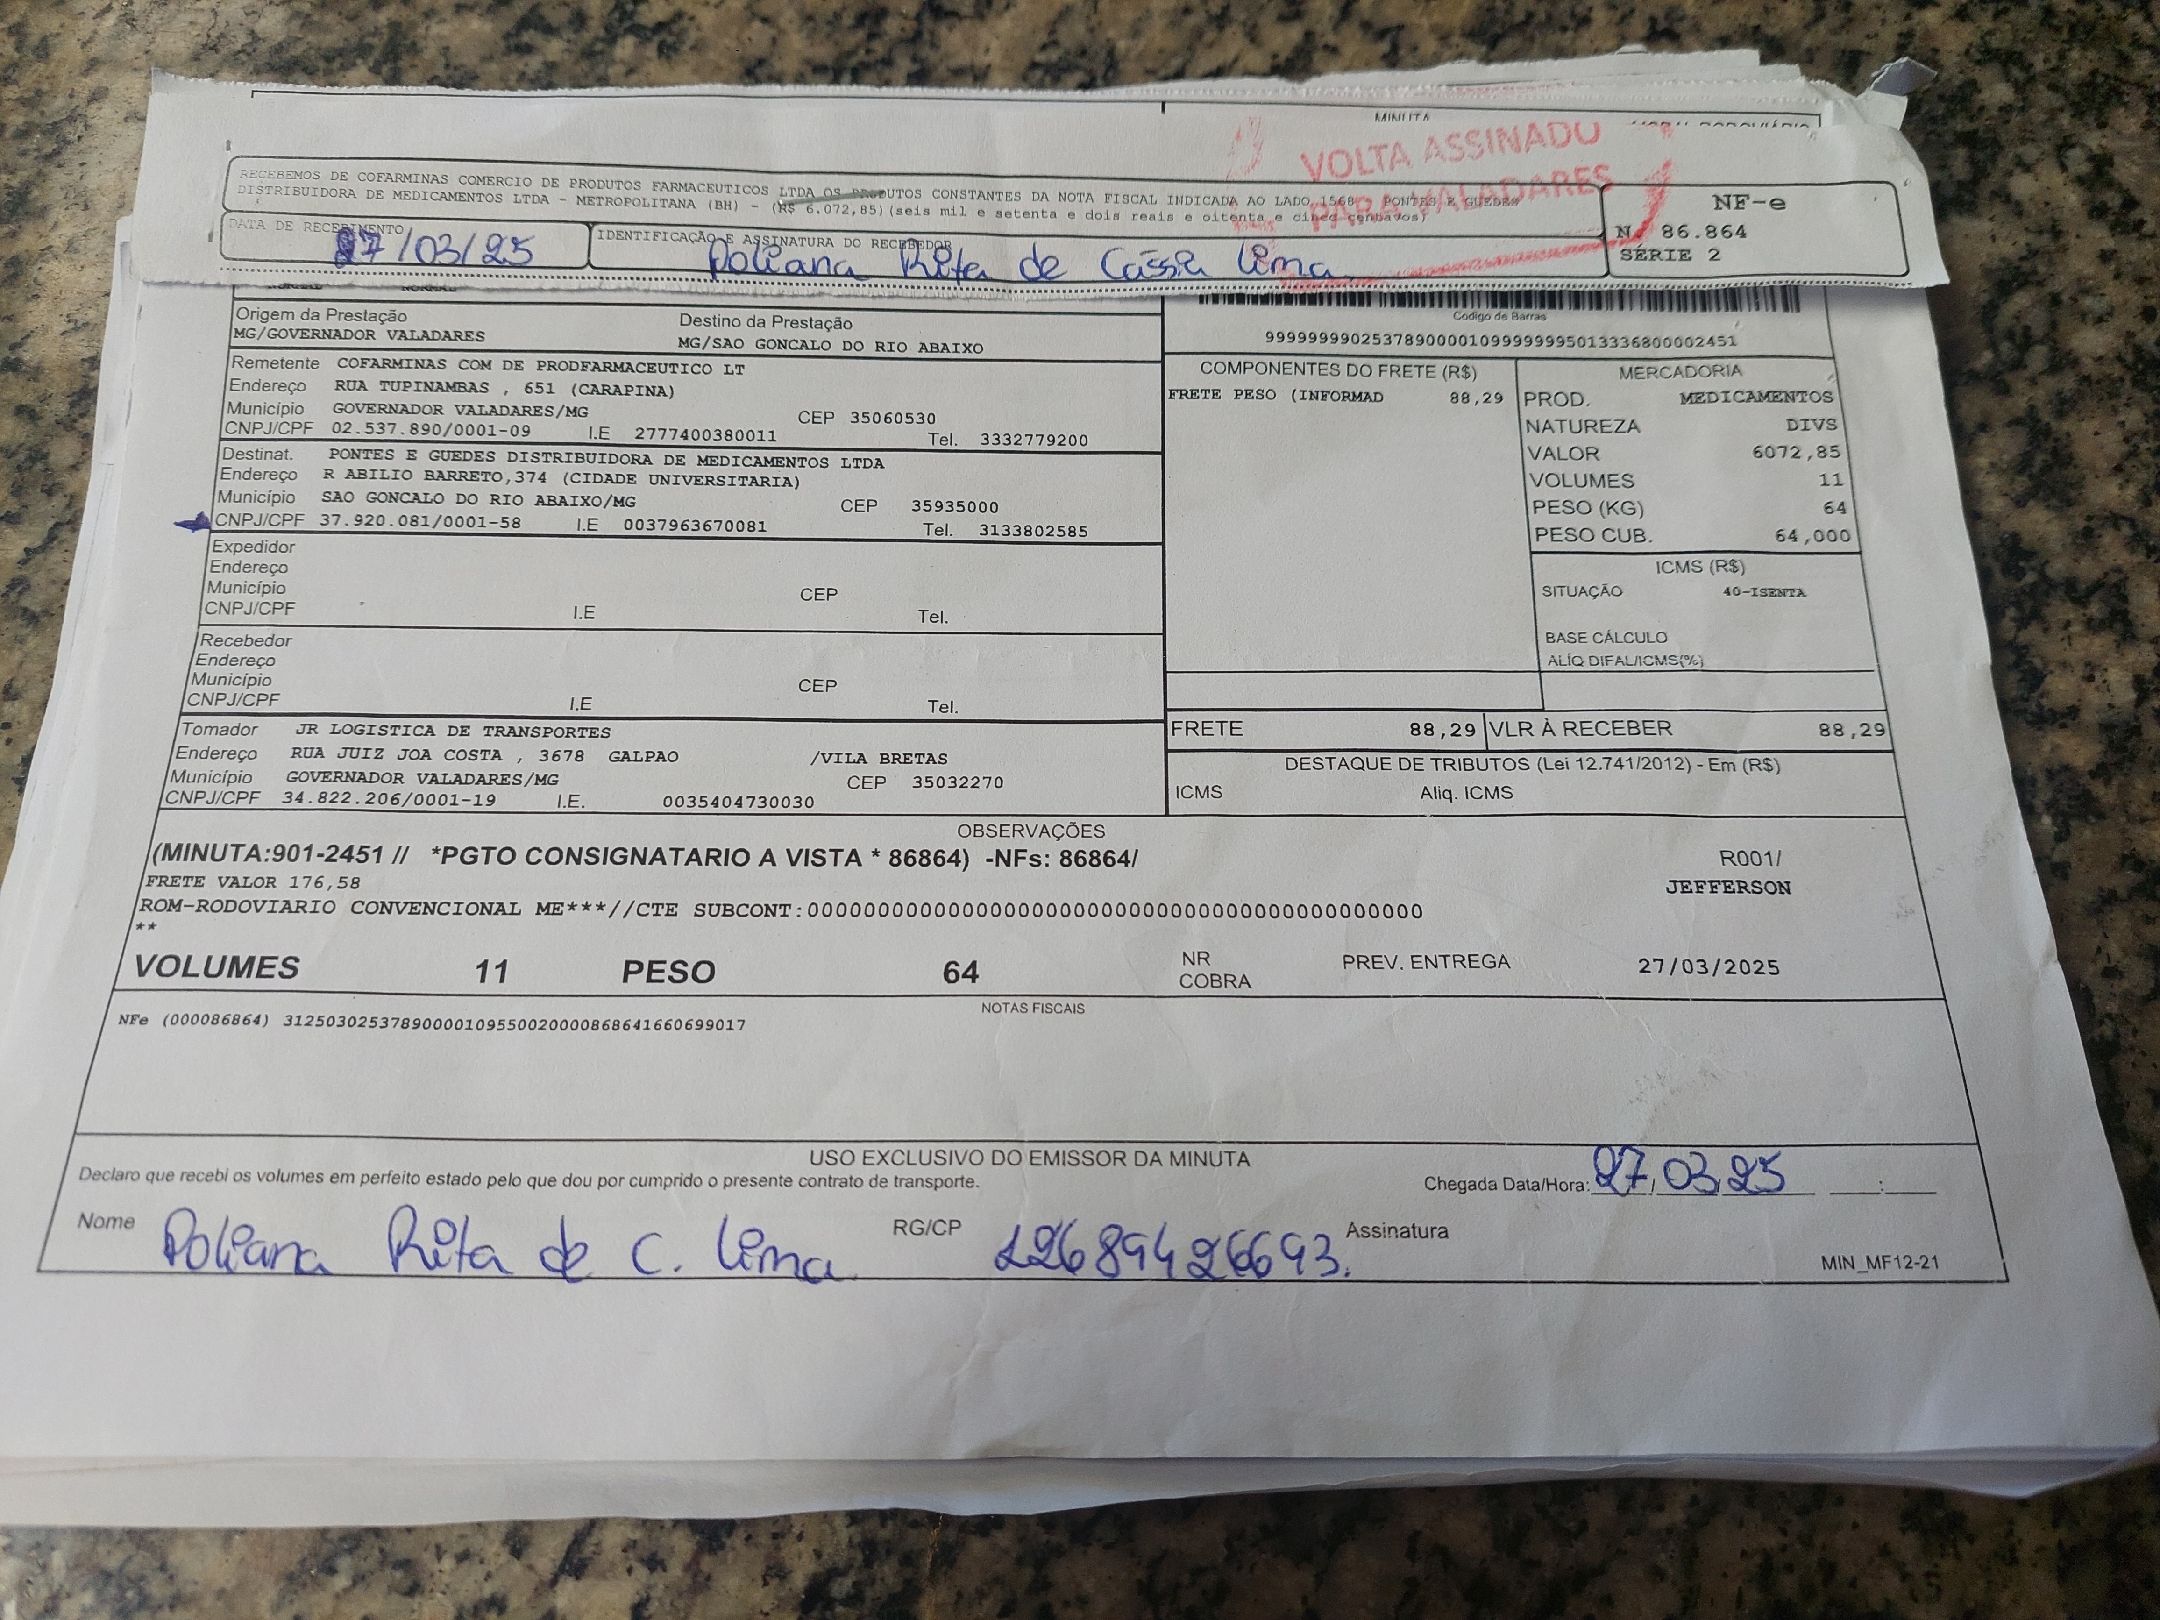 MINUTA
VOLTA ASSINADO
PARA VALADARES
RECEBEMOS DE COFARMINAS COMERCIO DE PRODUTOS FARMACEUTICOS LTDA OS PRODUTOS CONSTANTES DA NOTA FISCAL INDICADA AO LADO 1568 PONTES E GUEDES
DISTRIBUIDORA DE MEDICAMENTOS LTDA - METROPOLITANA (BH) - (R$ 6.072,85) (seis mil e setenta e dois reais e oitenta e cinco centavos)
NF-e
N. 86.864
SÉRIE 2
DATA DE RECEBIMENTO
27/03/25
IDENTIFICAÇÃO E ASSINATURA DO RECEBEDOR
Poliana Rita de Cássia Lima
NORMAL NORMAL
Origem da Prestação Destino da Prestação
MG/GOVERNADOR VALADARES MG/SAO GONCALO DO RIO ABAIXO
Codigo de Barras
999999990253789000010999999995013336800002451
Remetente COFARMINAS COM DE PRODFARMACEUTICO LT
Endereço RUA TUPINAMBAS , 651 (CARAPINA)
Município GOVERNADOR VALADARES/MG CEP 35060530
CNPJ/CPF 02.537.890/0001-09 I.E 2777400380011 Tel. 3332779200
Destinat. PONTES E GUEDES DISTRIBUIDORA DE MEDICAMENTOS LTDA
Endereço R ABILIO BARRETO,374 (CIDADE UNIVERSITARIA)
Município SAO GONCALO DO RIO ABAIXO/MG CEP 35935000
CNPJ/CPF 37.920.081/0001-58 I.E 0037963670081 Tel. 3133802585
Expedidor
Endereço
Município CEP
CNPJ/CPF I.E Tel.
Recebedor
Endereço
Município CEP
CNPJ/CPF I.E Tel.
Tomador JR LOGISTICA DE TRANSPORTES
Endereço RUA JUIZ JOA COSTA , 3678 GALPAO /VILA BRETAS
Município GOVERNADOR VALADARES/MG CEP 35032270
CNPJ/CPF 34.822.206/0001-19 I.E. 0035404730030
COMPONENTES DO FRETE (R$)
FRETE PESO (INFORMAD 88,29
MERCADORIA
PROD. MEDICAMENTOS
NATUREZA DIVS
VALOR 6072,85
VOLUMES 11
PESO (KG) 64
PESO CUB. 64,000
ICMS (R$)
SITUAÇÃO 40-ISENTA
BASE CÁLCULO
ALÍQ DIFAL/ICMS(%)
FRETE 88,29 VLR À RECEBER 88,29
DESTAQUE DE TRIBUTOS (Lei 12.741/2012) - Em (R$)
ICMS Aliq. ICMS
OBSERVAÇÕES
(MINUTA:901-2451 // *PGTO CONSIGNATARIO A VISTA * 86864) -NFs: 86864/ R001/
FRETE VALOR 176,58 JEFFERSON
ROM-RODOVIARIO CONVENCIONAL ME***//CTE SUBCONT:00000000000000000000000000000000000000000000
**
VOLUMES 11 PESO 64 NR COBRA PREV. ENTREGA 27/03/2025
NOTAS FISCAIS
NFe (000086864) 31250302537890000109550020000868641660699017
USO EXCLUSIVO DO EMISSOR DA MINUTA
Declaro que recebi os volumes em perfeito estado pelo que dou por cumprido o presente contrato de transporte. Chegada Data/Hora: 27/03/25 :
Nome Poliana Rita de C. Lima RG/CP 12689426693. Assinatura
MIN_MF12-21